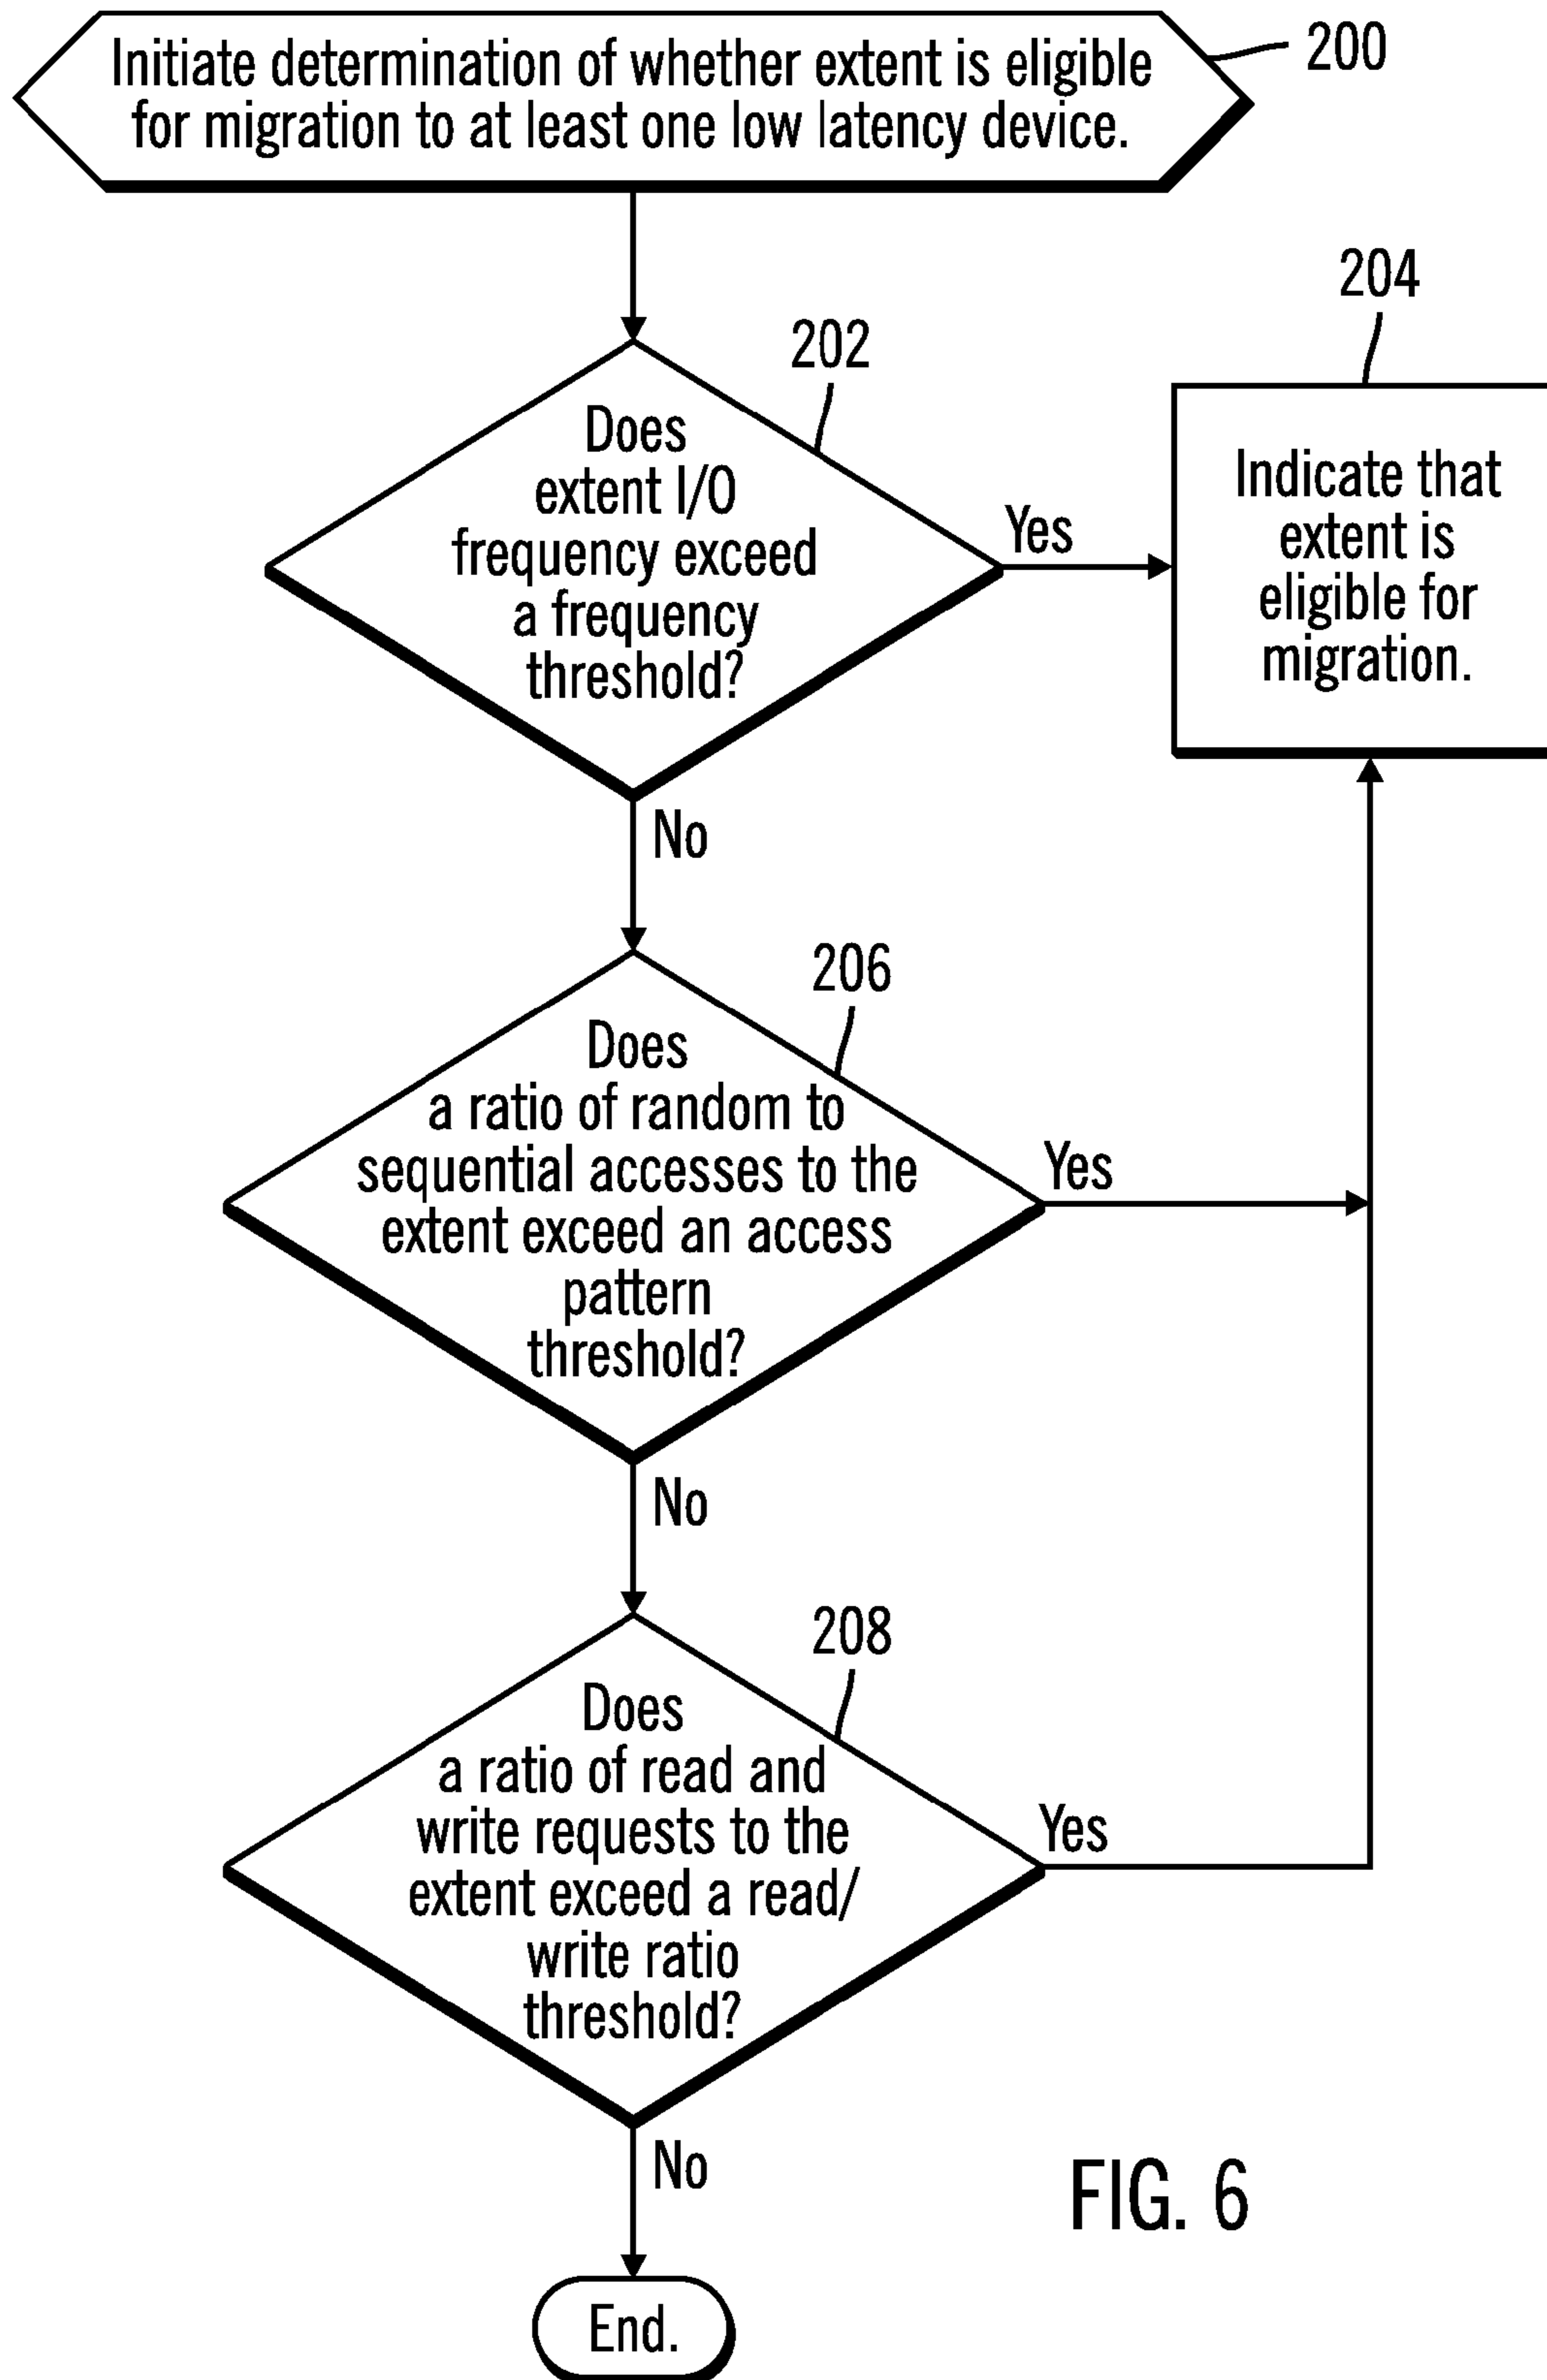 Initiate determination of whether extent is eligible
for migration to at least one low latency device.
200
202
Does
extent I/O
frequency exceed
a frequency
threshold?
Yes
No
204
Indicate that
extent is
eligible for
migration.
206
Does
a ratio of random to
sequential accesses to the
extent exceed an access
pattern
threshold?
Yes
No
208
Does
a ratio of read and
write requests to the
extent exceed a read/
write ratio
threshold?
Yes
No
End.
FIG. 6